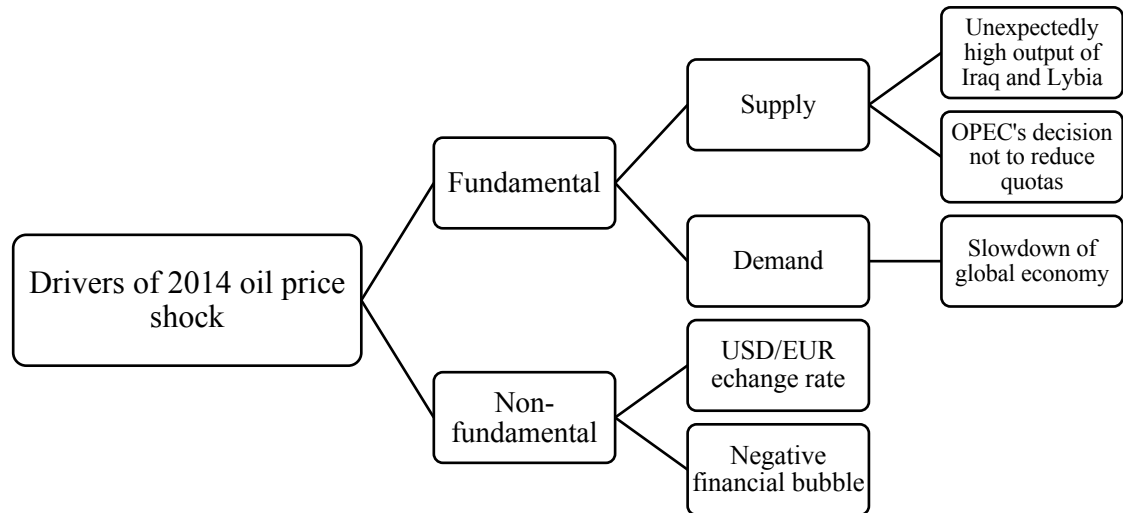 Drivers of 2014 oil price
shock
Fundamental
Supply
Unexpectedly
high output of
Iraq and Lybia
OPEC's decision
not to reduce
quotas
Demand
Slowdown of
global economy
Non-
fundamental
USD/EUR
echange rate
Negative
financial bubble